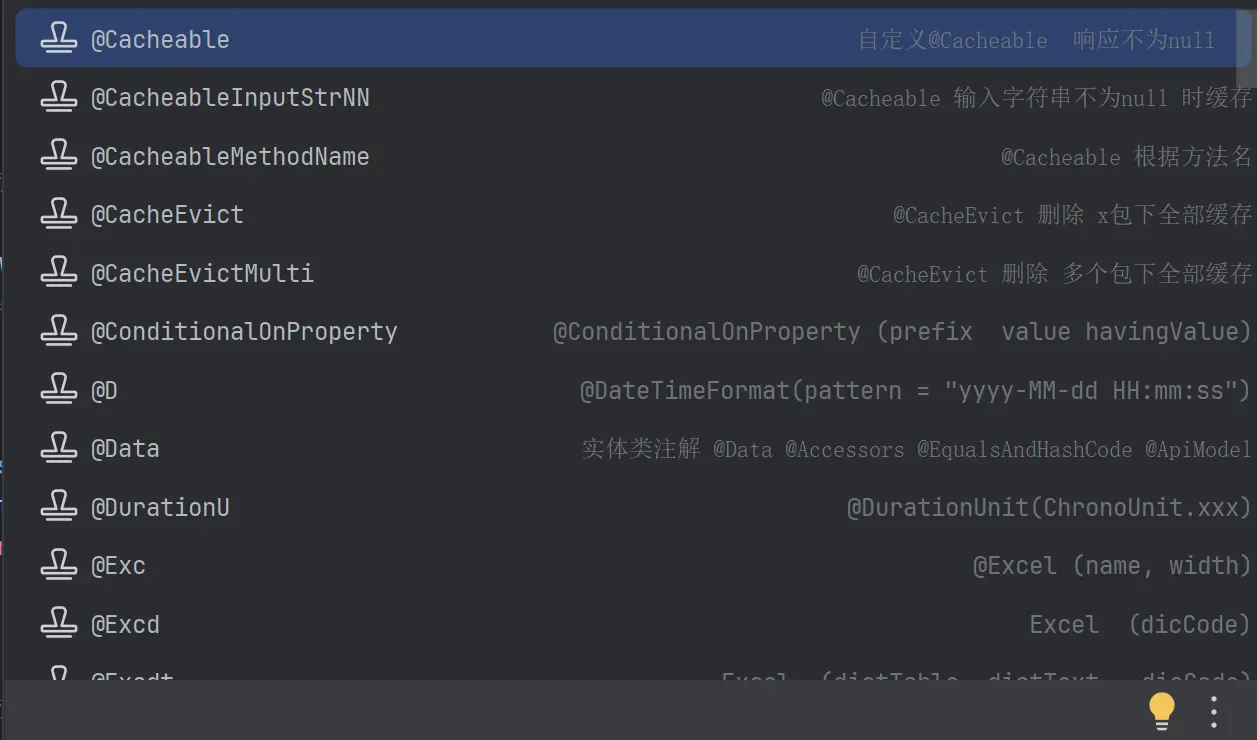 @Cacheable 自定义@Cacheable 响应不为null
@CacheableInputStrNN @Cacheable 输入字符串不为null 时缓存
@CacheableMethodName @Cacheable 根据方法名
@CacheEvict @CacheEvict 删除 x包下全部缓存
@CacheEvictMulti @CacheEvict 删除 多个包下全部缓存
@ConditionalOnProperty @ConditionalOnProperty (prefix value havingValue)
@D @DateTimeFormat(pattern = "yyyy-MM-dd HH:mm:ss")
@Data 实体类注解 @Data @Accessors @EqualsAndHashCode @ApiModel
@DurationU @DurationUnit(ChronoUnit.xxx)
@Exc @Excel (name, width)
@Excd Excel (dicCode)